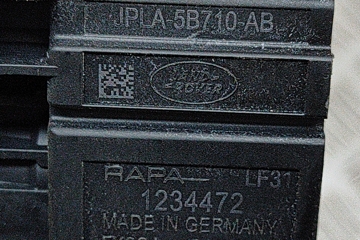 JPLA-5B710-AB
LAND-
ROVER
RAPA LF31
1234472
MADE IN GERMANY